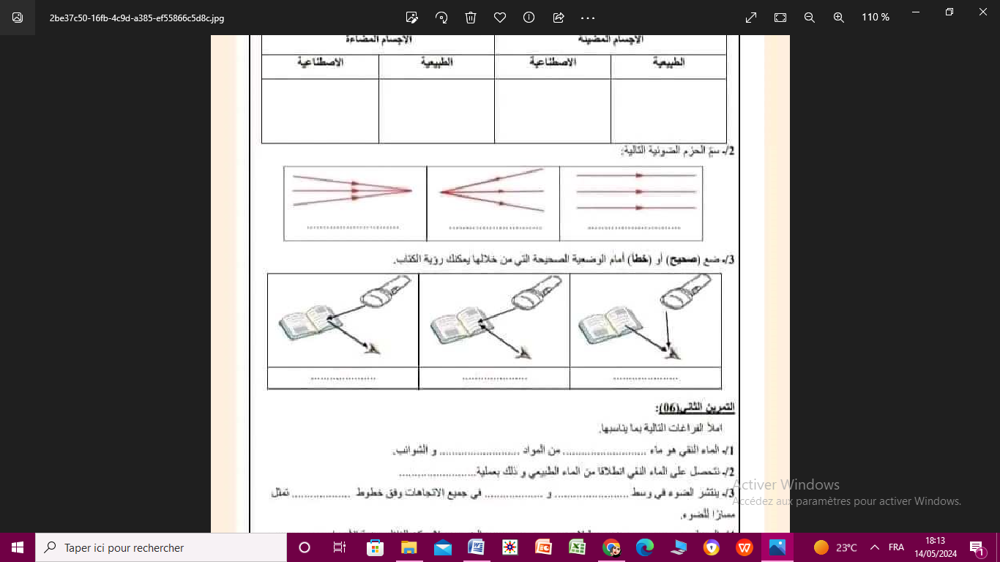 2be37c50-16fb-4c9d-a385-ef55866c5d8c.jpg
110 %
الأجسام المضيئة الأجسام المضاءة
الطبيعية الاصطناعية الطبيعية الاصطناعية
2/- سمّ الحزم الضوئية التالية:
............................ ............................ ............................
3/- ضع (صحيح) أو (خطأ) أمام الوضعية الصحيحة التي من خلالها يمكنك رؤية الكتاب.
..................... ..................... .....................
التمرين الثاني(06):
املأ الفراغات التالية بما يناسبها.
1/- الماء النقي هو ماء .......................... من المواد .......................... و الشوائب.
2/- نتحصل على الماء النقي انطلاقا من الماء الطبيعي و ذلك بعملية.........................
3/- ينتشر الضوء في وسط ........................ و ................... في جميع الاتجاهات وفق خطوط ................... تمثل
مسارًا للضوء.
Activer Windows
Accédez aux paramètres pour activer Windows.
Taper ici pour rechercher
23°C
FRA
18:13
14/05/2024
1